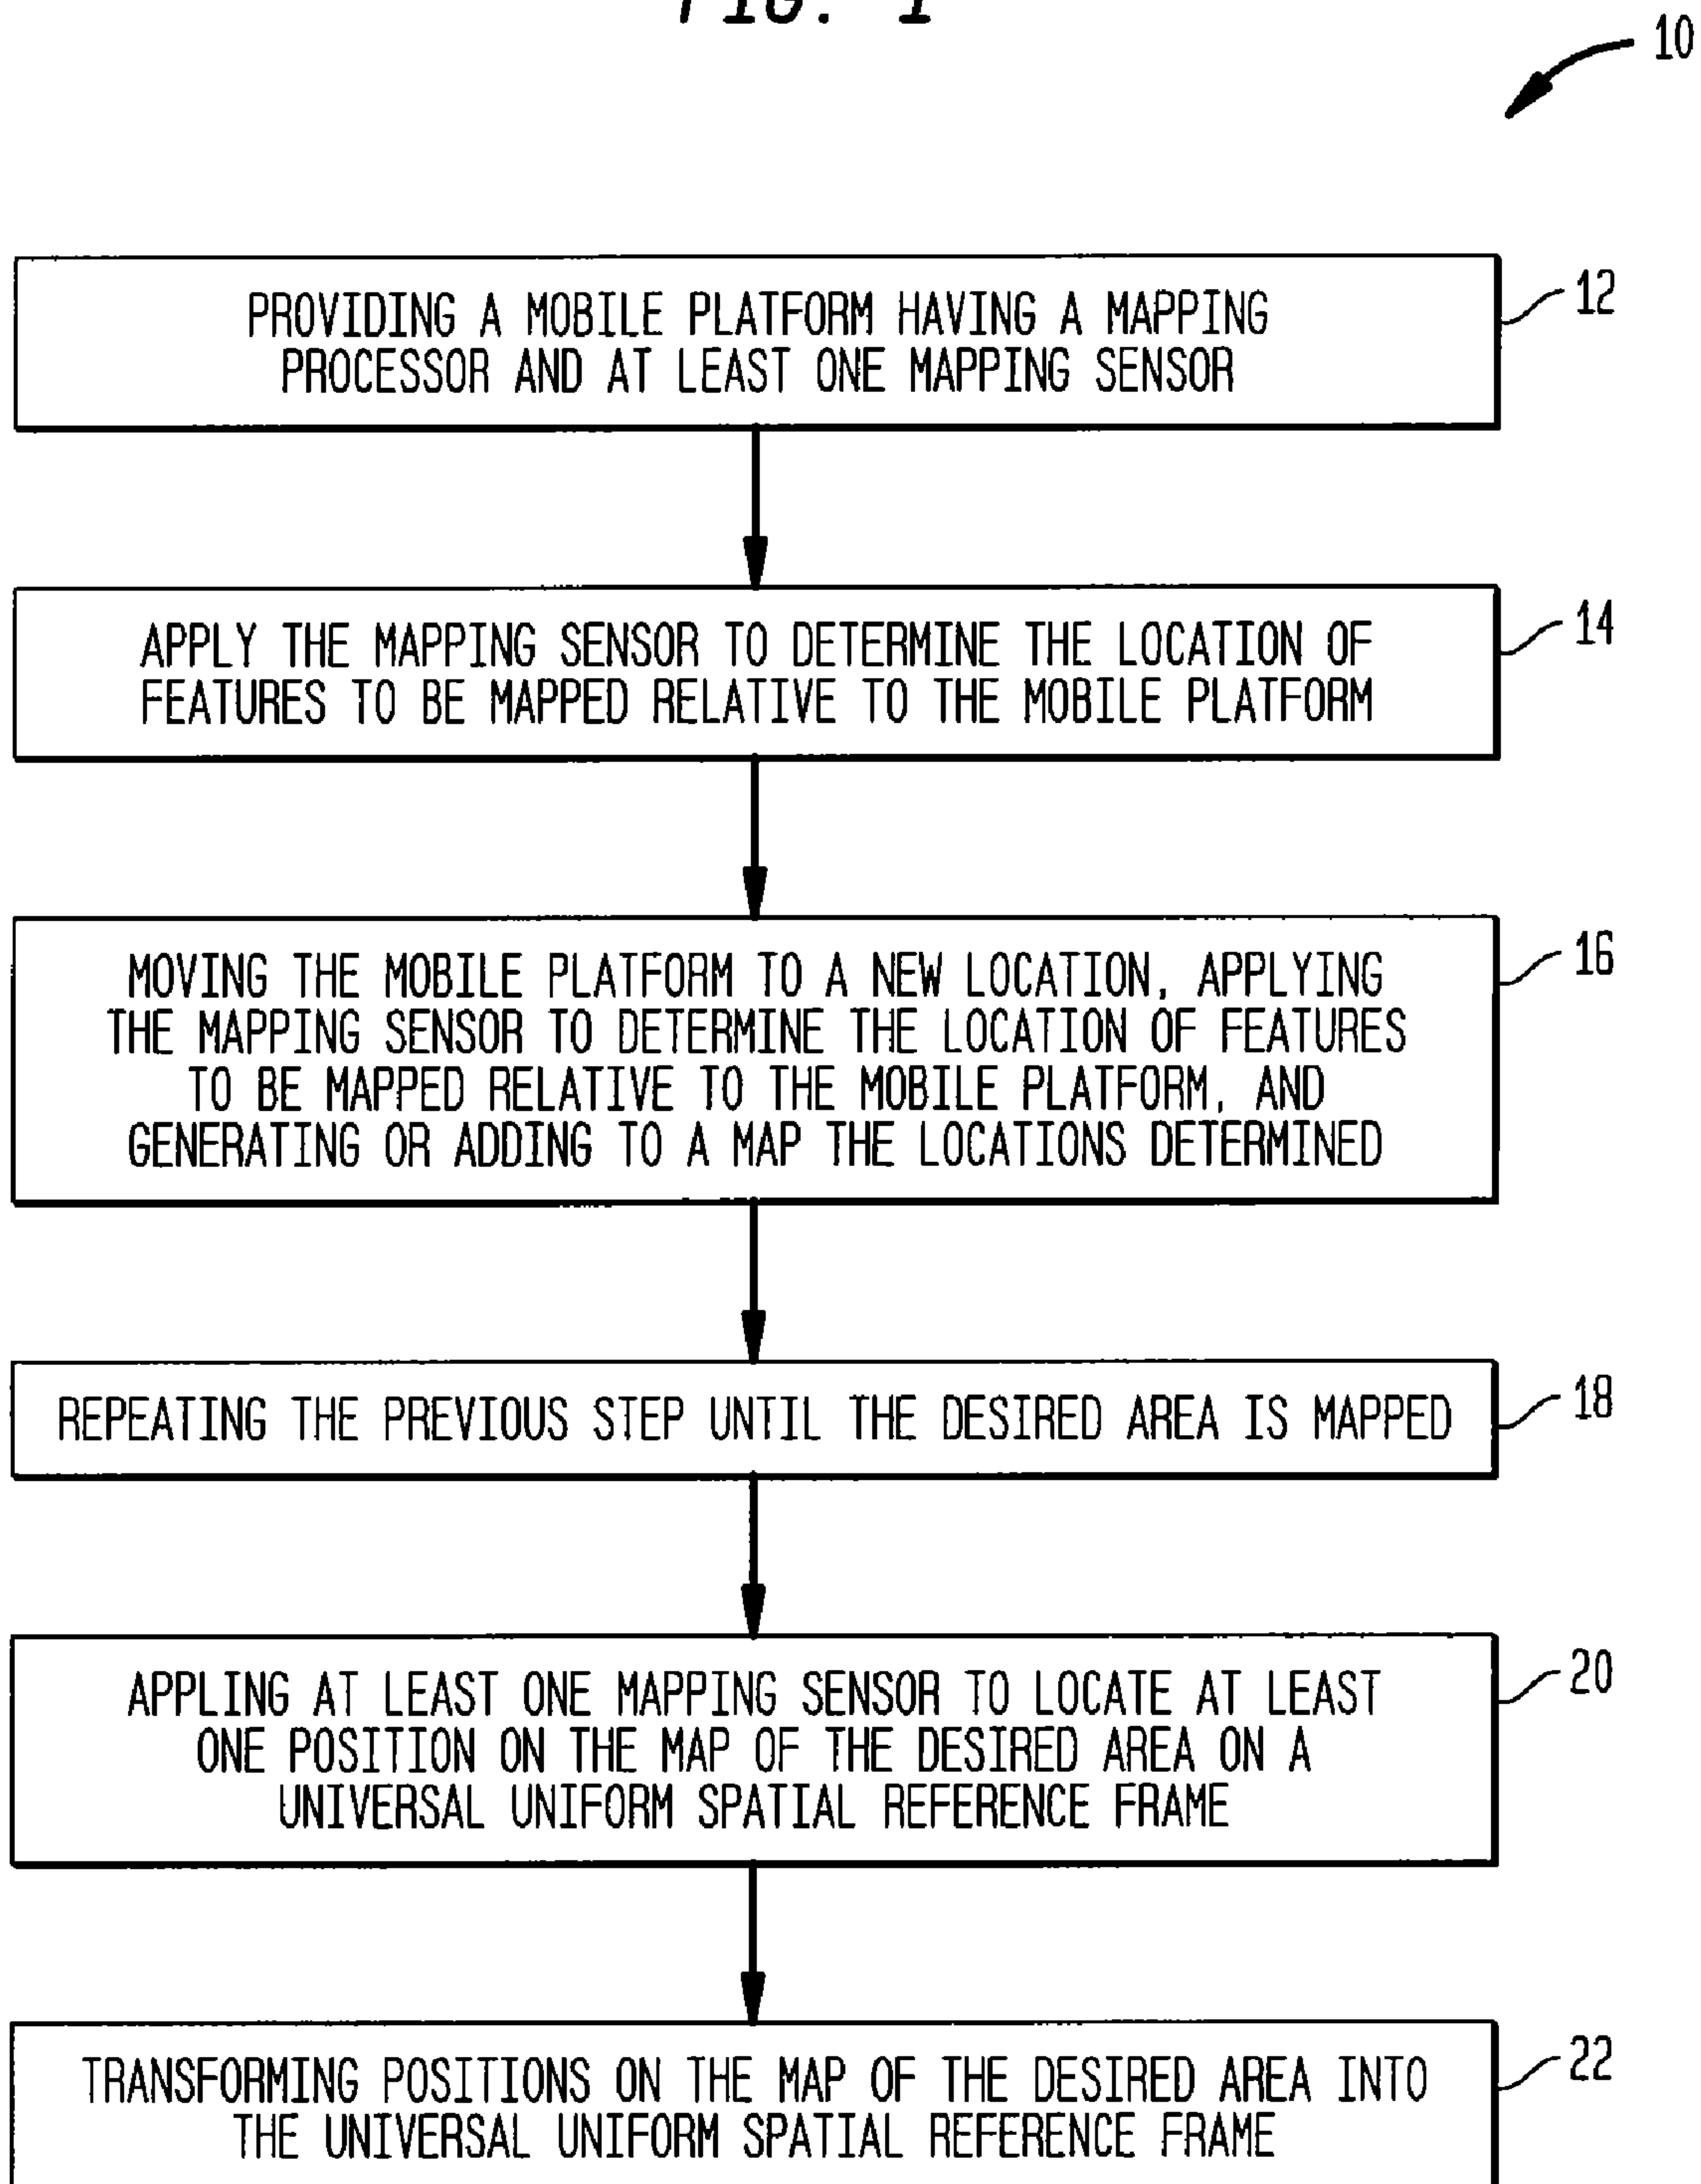 FIG. 1
10
PROVIDING A MOBILE PLATFORM HAVING A MAPPING
PROCESSOR AND AT LEAST ONE MAPPING SENSOR
12
APPLY THE MAPPING SENSOR TO DETERMINE THE LOCATION OF
FEATURES TO BE MAPPED RELATIVE TO THE MOBILE PLATFORM
14
MOVING THE MOBILE PLATFORM TO A NEW LOCATION, APPLYING
THE MAPPING SENSOR TO DETERMINE THE LOCATION OF FEATURES
TO BE MAPPED RELATIVE TO THE MOBILE PLATFORM, AND
GENERATING OR ADDING TO A MAP THE LOCATIONS DETERMINED
16
REPEATING THE PREVIOUS STEP UNTIL THE DESIRED AREA IS MAPPED
18
APPLING AT LEAST ONE MAPPING SENSOR TO LOCATE AT LEAST
ONE POSITION ON THE MAP OF THE DESIRED AREA ON A
UNIVERSAL UNIFORM SPATIAL REFERENCE FRAME
20
TRANSFORMING POSITIONS ON THE MAP OF THE DESIRED AREA INTO
THE UNIVERSAL UNIFORM SPATIAL REFERENCE FRAME
22